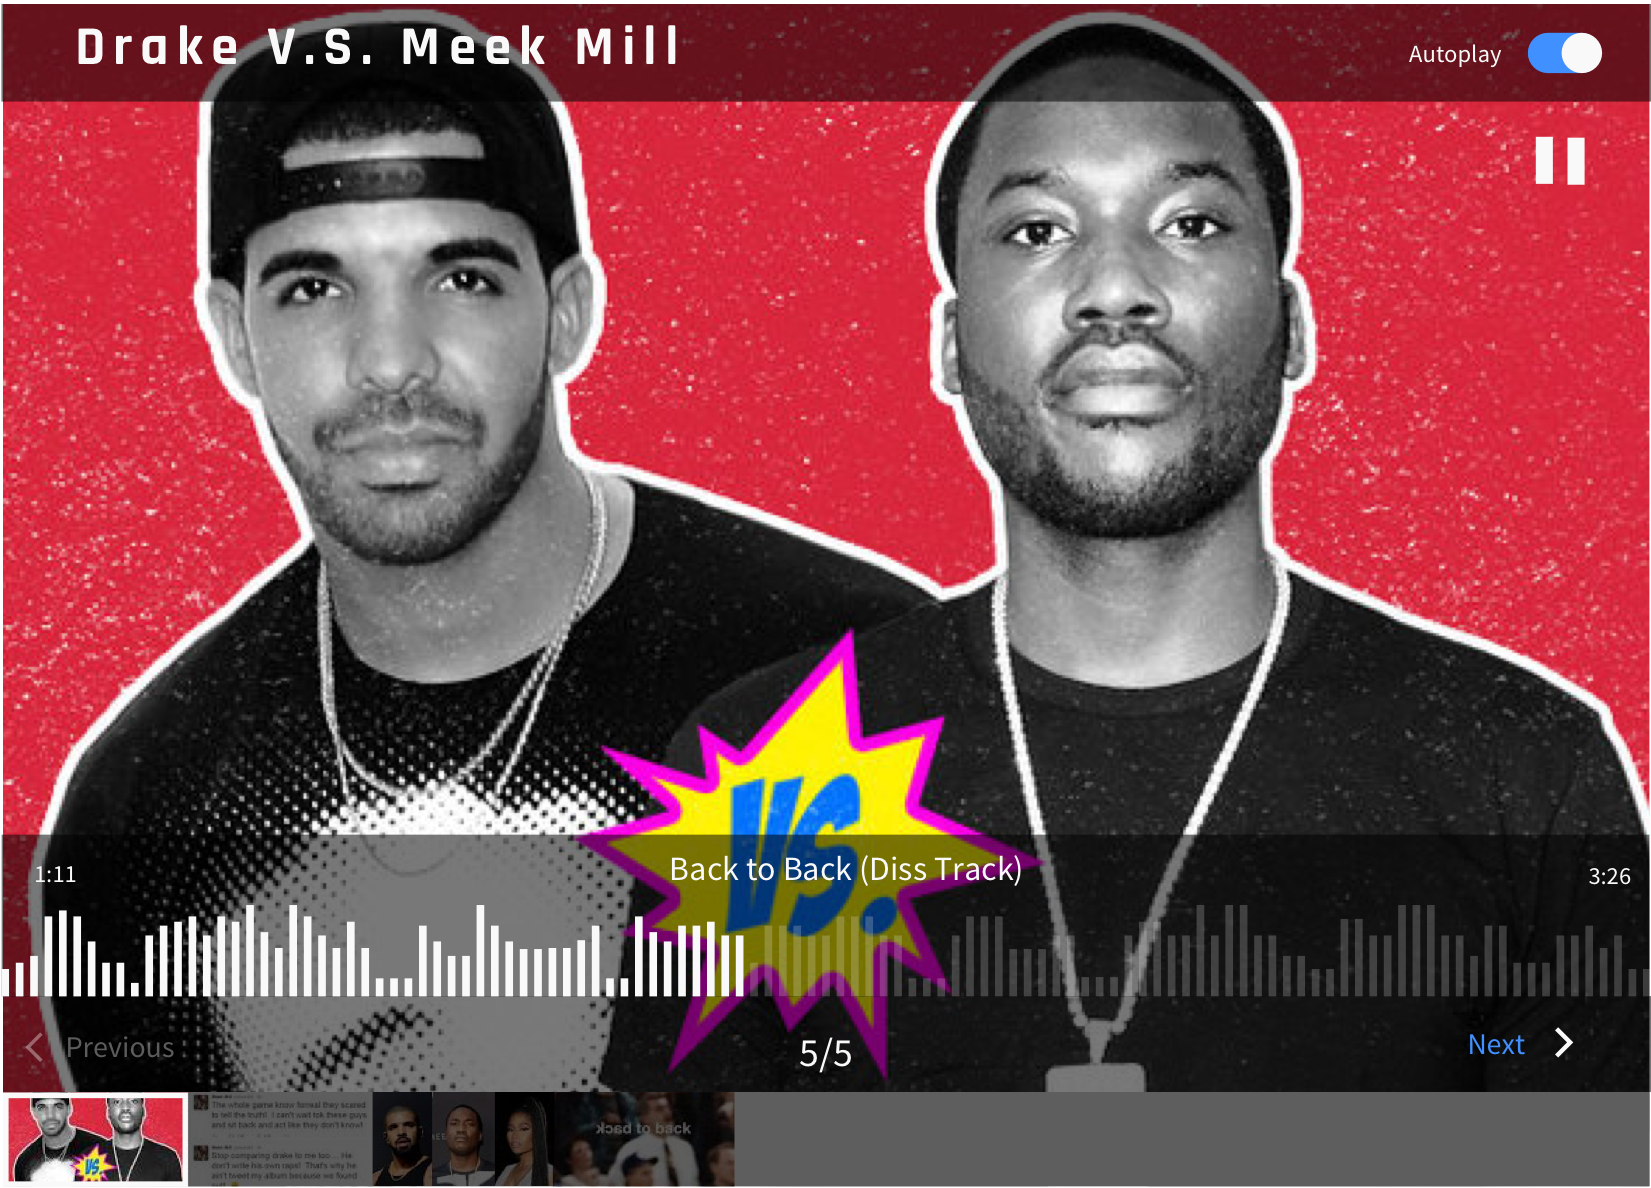 Drake V.S. Meek Mill
Autoplay
VS.
1:11
Back to Back (Diss Track)
3:26
Previous
5/5
Next
The whole game know forreal they scared
to tell the truth! I can't wait tok these guys
and sit back and act like they don't know!
Stop comparing drake to me too.... He
don't write his own raps! That's why he
ain't tweet my album because we found
VS
back to back